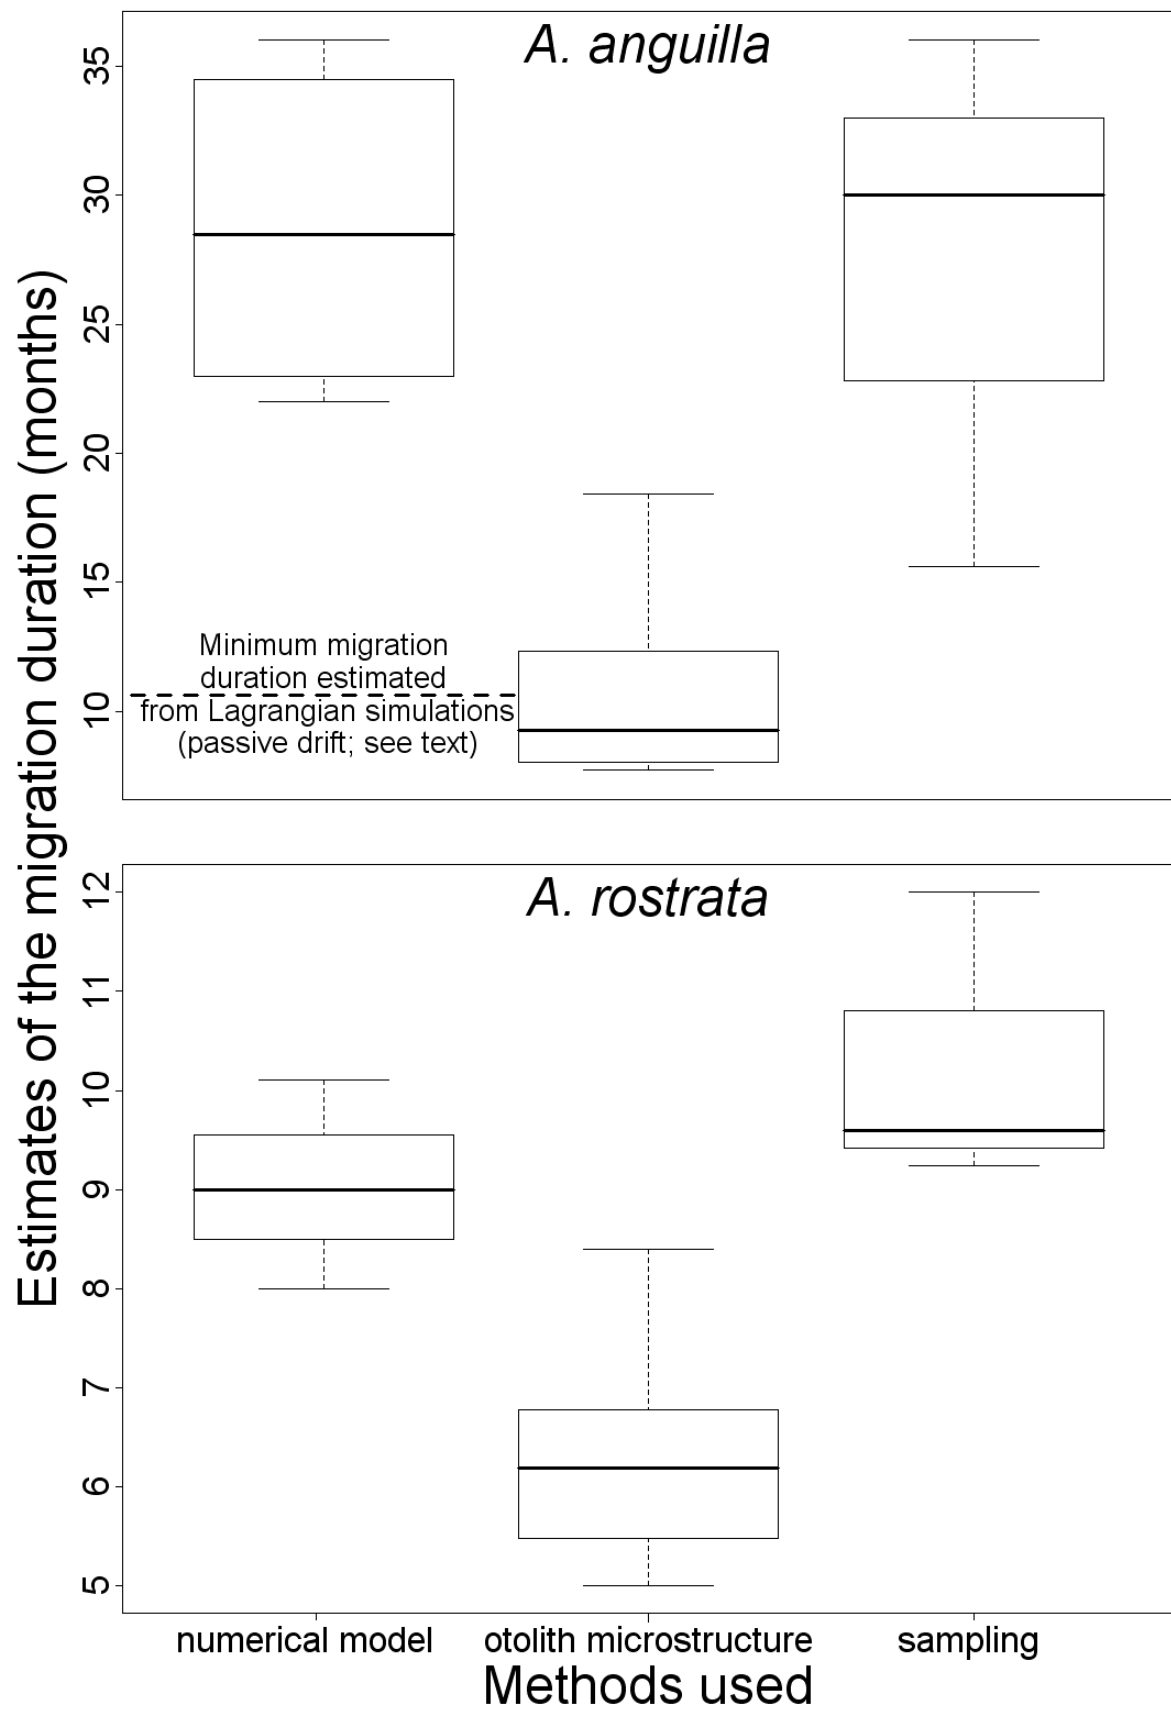 Estimates of the migration duration (months)
A. anguilla
35
30
25
20
15
10
Minimum migration
duration estimated
from Lagrangian simulations
(passive drift; see text)
A. rostrata
12
11
10
9
8
7
6
5
numerical model
otolith microstructure
sampling
Methods used